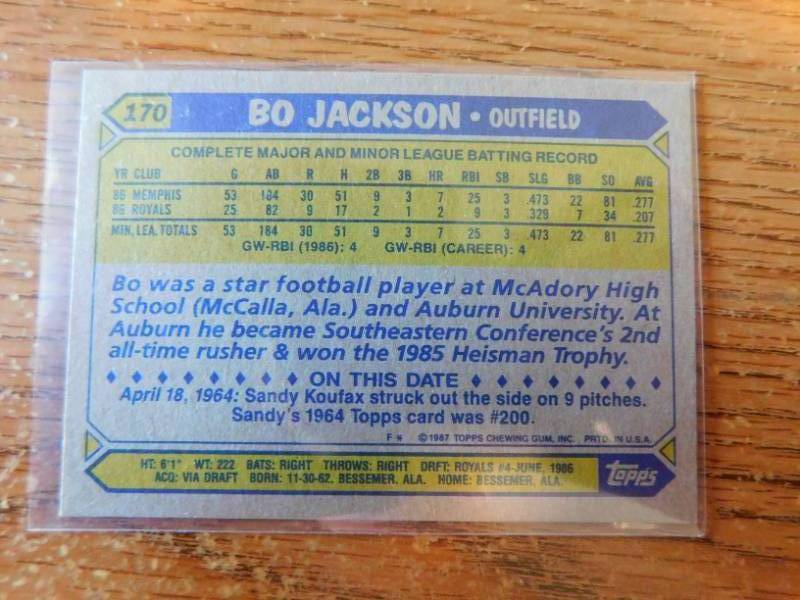 170 BO JACKSON • OUTFIELD
COMPLETE MAJOR AND MINOR LEAGUE BATTING RECORD
YR CLUB G AB R H 2B 3B HR RBI SB SLG BB SO AVG
86 MEMPHIS 53 184 30 51 9 3 7 25 3 .473 22 81 .277
86 ROYALS 25 82 9 17 2 1 2 9 3 .329 7 34 .207
MIN. LEA. TOTALS 53 184 30 51 9 3 7 25 3 .473 22 81 .277
GW-RBI (1986): 4 GW-RBI (CAREER): 4
Bo was a star football player at McAdory High
School (McCalla, Ala.) and Auburn University. At
Auburn he became Southeastern Conference's 2nd
all-time rusher & won the 1985 Heisman Trophy.
ON THIS DATE
April 18, 1964: Sandy Koufax struck out the side on 9 pitches.
Sandy's 1964 Topps card was #200.
F * © 1987 TOPPS CHEWING GUM, INC. PRTD. IN U.S.A.
HT: 6'1" WT: 222 BATS: RIGHT THROWS: RIGHT DRFT: ROYALS #4-JUNE, 1986
ACQ: VIA DRAFT BORN: 11-30-62, BESSEMER, ALA. HOME: BESSEMER, ALA.
Topps